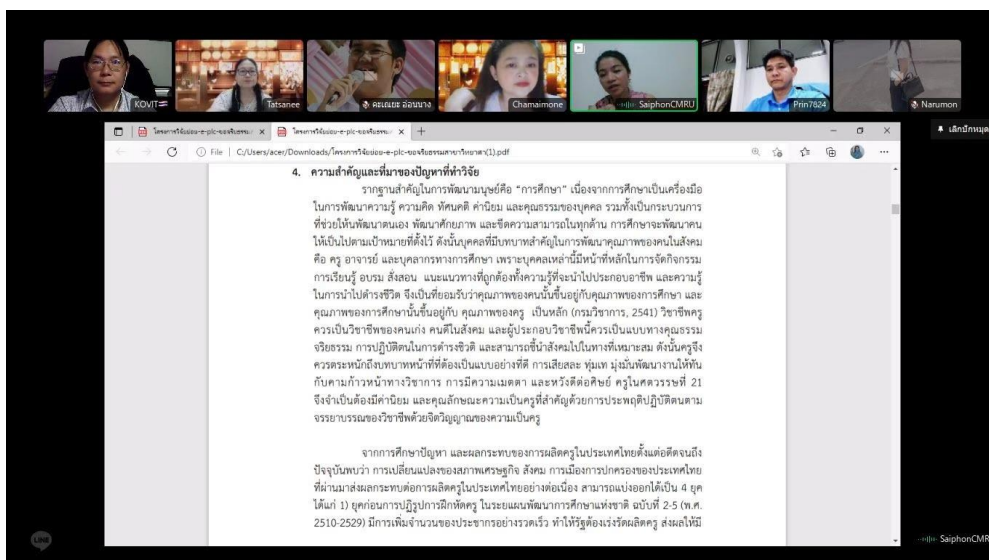 KOVIT
Tatsanee
คะเณยะ อ่อนนาง
Chamaimone
SaiphonCMRU
Prin7824
Narumon
เลิกปักหมุด
โครงการวิจัยย่อย-e-plc-ของจริยธรรม
โครงการวิจัยย่อย-e-plc-ของจริยธรรม
File | C:/Users/acer/Downloads/โครงการวิจัยย่อย-e-plc-ของจริยธรรมสาขาวิทยาศา(1).pdf
4. ความสำคัญและที่มาของปัญหาที่ทำวิจัย
รากฐานสำคัญในการพัฒนามนุษย์คือ "การศึกษา" เนื่องจากการศึกษาเป็นเครื่องมือ
ในการพัฒนาความรู้ ความคิด ทัศนคติ ค่านิยม และคุณธรรมของบุคคล รวมทั้งเป็นกระบวนการ
ที่ช่วยให้นพัฒนาตนเอง พัฒนาศักยภาพ และขีดความสามารถในทุกด้าน การศึกษาจะพัฒนาคน
ให้เป็นไปตามเป้าหมายที่ตั้งไว้ ดังนั้นบุคคลที่มีบทบาทสำคัญในการพัฒนาคุณภาพของคนในสังคม
คือ ครู อาจารย์ และบุคลากรทางการศึกษา เพราะบุคคลเหล่านี้มีหน้าที่หลักในการจัดกิจกรรม
การเรียนรู้ อบรม สั่งสอน แนะแนวทางที่ถูกต้องทั้งความรู้ที่จะนำไปประกอบอาชีพ และความรู้
ในการนำไปดำรงชีวิต จึงเป็นที่ยอมรับว่าคุณภาพของคนนั้นขึ้นอยู่กับคุณภาพของการศึกษา และ
คุณภาพของการศึกษานั้นขึ้นอยู่กับ คุณภาพของครู เป็นหลัก (กรมวิชาการ, 2541) วิชาชีพครู
ควรเป็นวิชาชีพของคนเก่ง คนดีในสังคม และผู้ประกอบวิชาชีพนี้ควรเป็นแบบทางคุณธรรม
จริยธรรม การปฏิบัติตนในการดำรงชิวติ และสามารถชี้นำสังคมไปในทางที่เหมาะสม ดังนั้นครูจึง
ควรตระหนักถึงบทบาทหน้าที่ที่ต้องเป็นแบบอย่างที่ดี การเสียสละ ทุ่มเท มุ่งมั่นพัฒนางานให้ทัน
กับคามก้าวหน้าทางวิชาการ การมีความเมตตา และหวังดีต่อศิษย์ ครูในศตวรรษที่ 21
จึงจำเป็นต้องมีค่านิยม และคุณลักษณะความเป็นครูที่สำคัญด้วยการประพฤติปฏิบัติตนตาม
จรรยาบรรณของวิชาชีพด้วยจิตวิญญาณของความเป็นครู
จากการศึกษาปัญหา และผลกระทบของการผลิตครูในประเทศไทยตั้งแต่อดีตจนถึง
ปัจจุบันพบว่า การเปลี่ยนแปลงของสภาพเศรษฐกิจ สังคม การเมืองการปกครองของประเทศไทย
ที่ผ่านมาส่งผลกระทบต่อการผลิตครูในประเทศไทยอย่างต่อเนื่อง สามารถแบ่งออกได้เป็น 4 ยุค
ได้แก่ 1) ยุคก่อนการปฏิรูปการฝึกหัดครู ในระยแผนพัฒนาการศึกษาแห่งชาติ ฉบับที่ 2-5 (พ.ศ.
2510-2529) มีการเพิ่มจำนวนของประชากรอย่างรวดเร็ว ทำให้รัฐต้องเร่งรัดผลิตครู ส่งผลให้มี
LINE
SaiphonCMR